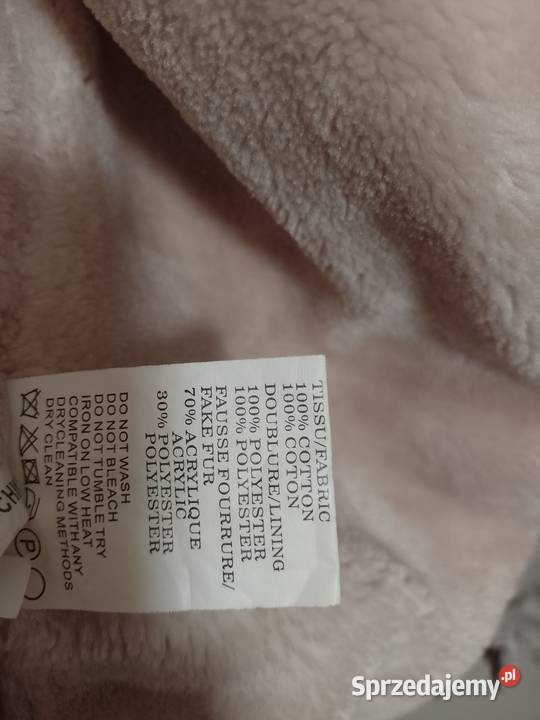 TISSU/FABRIC
100% COTTON
100% COTON
DOUBLURE/LINING
100% POLYESTER
100% POLYESTER
FAUSSE FOURRURE/
FAKE FUR
70% ACRYLIQUE
ACRYLIC
30% POLYESTER
POLYESTER
DO NOT WASH
DO NOT BLEACH
DO NOT TUMBLE TRY
IRON ON LOW HEAT
COMPATIBLE WITH ANY
DRYCLEANING METHODS
DRY CLEAN
P
Sprzedajemy.pl